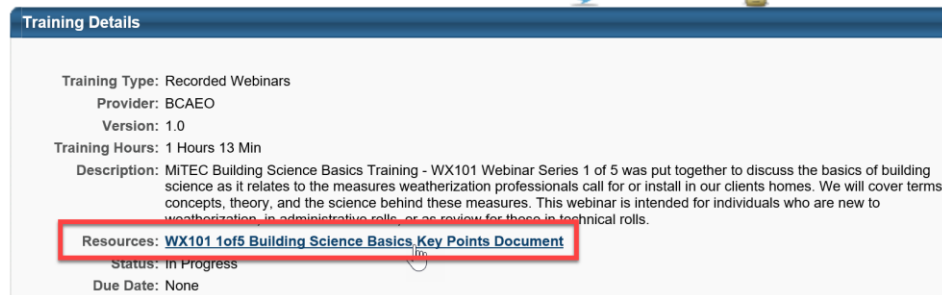 Training Details
Training Type: Recorded Webinars
Provider: BCAEO
Version: 1.0
Training Hours: 1 Hours 13 Min
Description: MiTEC Building Science Basics Training - WX101 Webinar Series 1 of 5 was put together to discuss the basics of building
science as it relates to the measures weatherization professionals call for or install in our clients homes. We will cover terms
concepts, theory, and the science behind these measures. This webinar is intended for individuals who are new to
weatherization, in administrative rolls, or as review for those in technical rolls.
Resources: WX101 1of5 Building Science Basics Key Points Document
Status: In Progress
Due Date: None